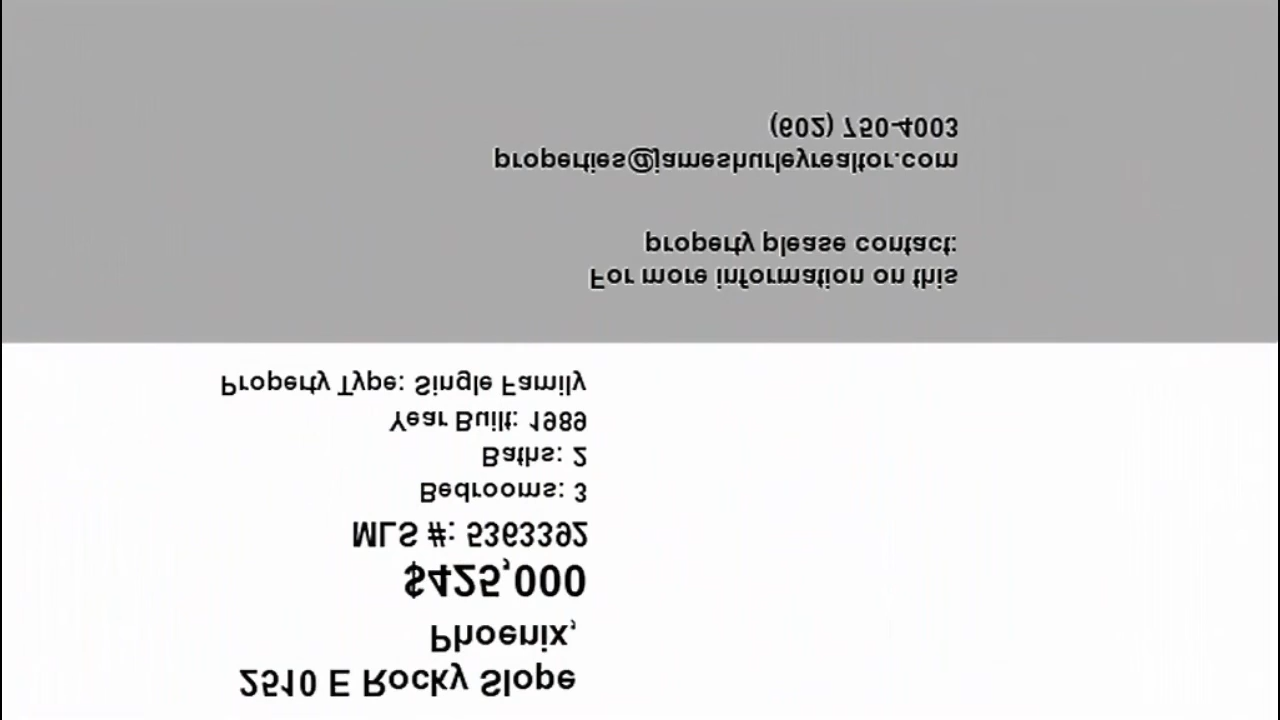 2510 E Rocky Slope
Phoenix,
$425,000
MLS #: 5363392
Bedrooms: 3
Baths: 2
Year Built: 1989
Property Type: Single Family
For more information on this
property please contact:
properties@jameshurleyrealtor.com
(602) 750-4003